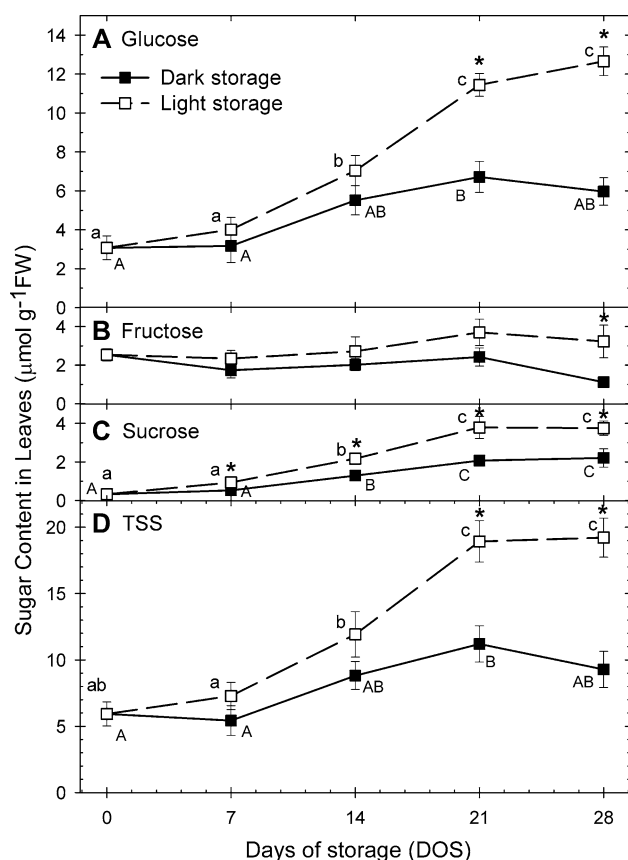 A Glucose
Dark storage
Light storage
14
12
10
8
6
4
2
0
a
A
a
A
b
AB
c
*
B
c
*
AB
B Fructose
4
2
0
*
C Sucrose
4
2
0
a
A
a
*
A
b
*
B
c
*
C
c
*
C
D TSS
20
15
10
5
0
ab
A
a
A
b
AB
c
*
B
c
*
AB
0 7 14 21 28
Days of storage (DOS)
Sugar Content in Leaves (μmol g⁻¹FW)